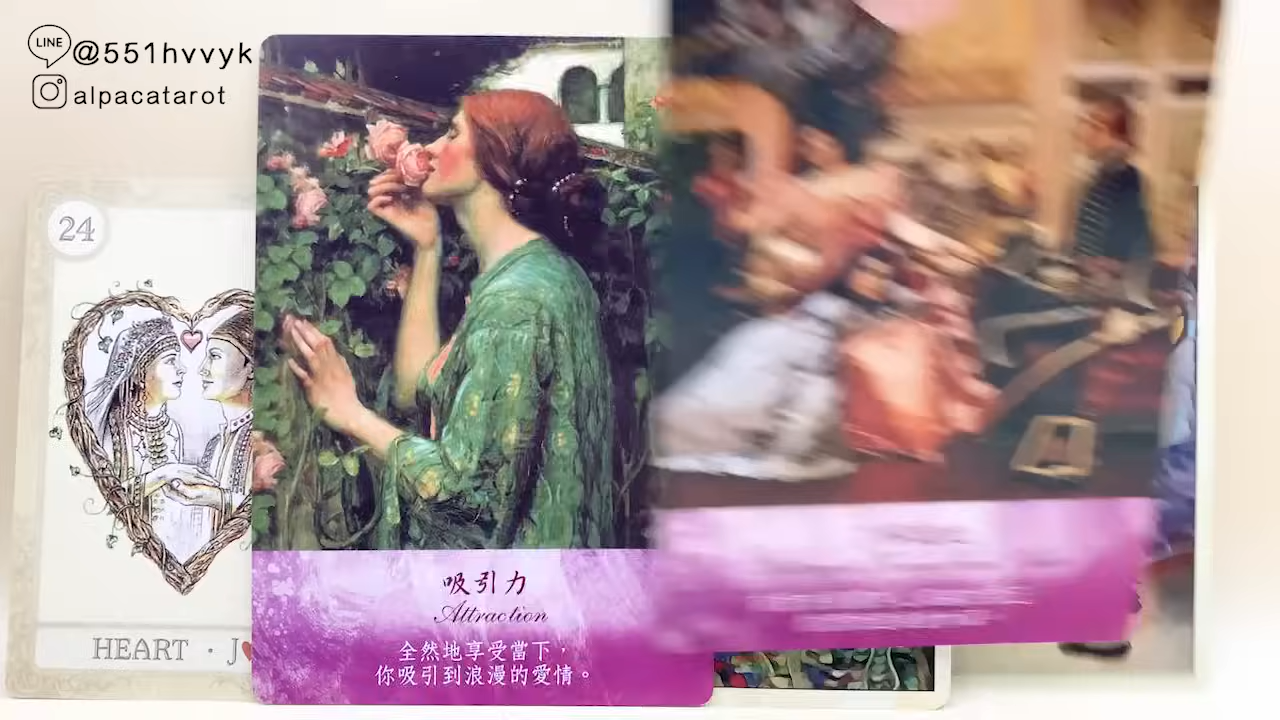 LINE
@551hvvyk
alpacatarot
24
HEART · J
吸引力
Attraction
全然地享受當下，
你吸引到浪漫的愛情。